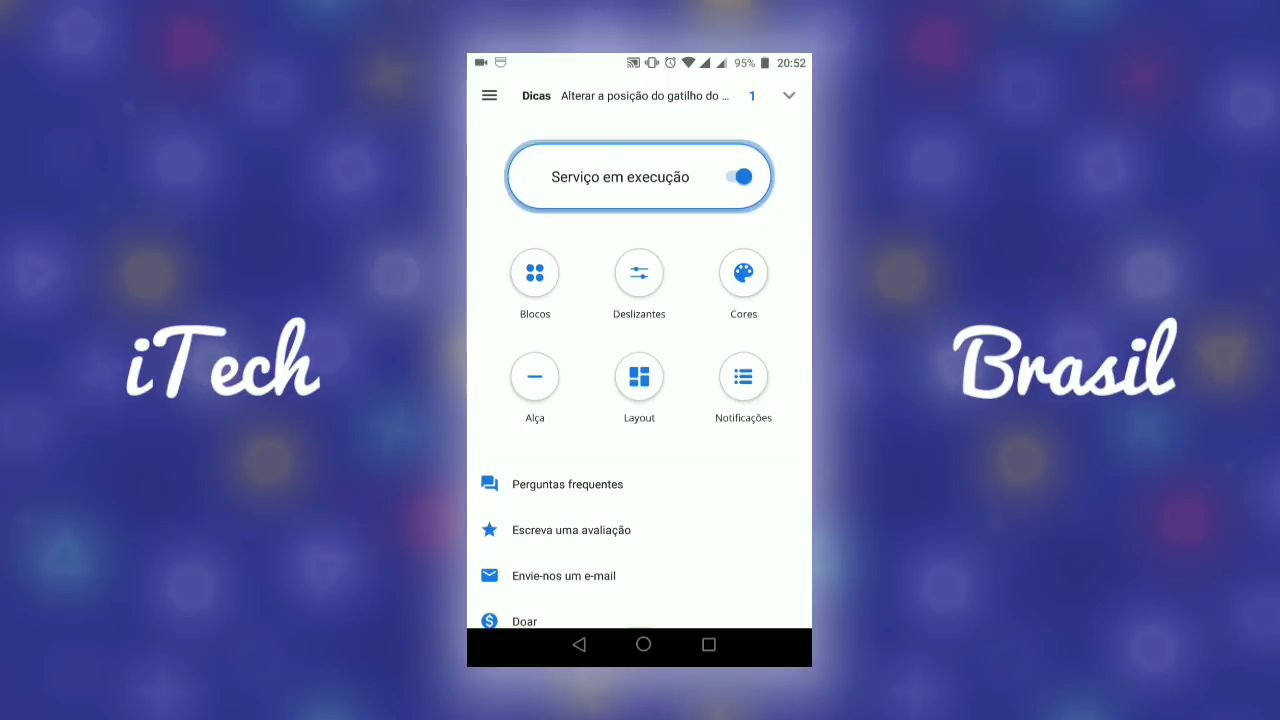 95% 20:52
Dicas Alterar a posição do gatilho do ... 1
Serviço em execução
Blocos Deslizantes Cores
iTech Brasil
Alça Layout Notificações
Perguntas frequentes
Escreva uma avaliação
Envie-nos um e-mail
Doar